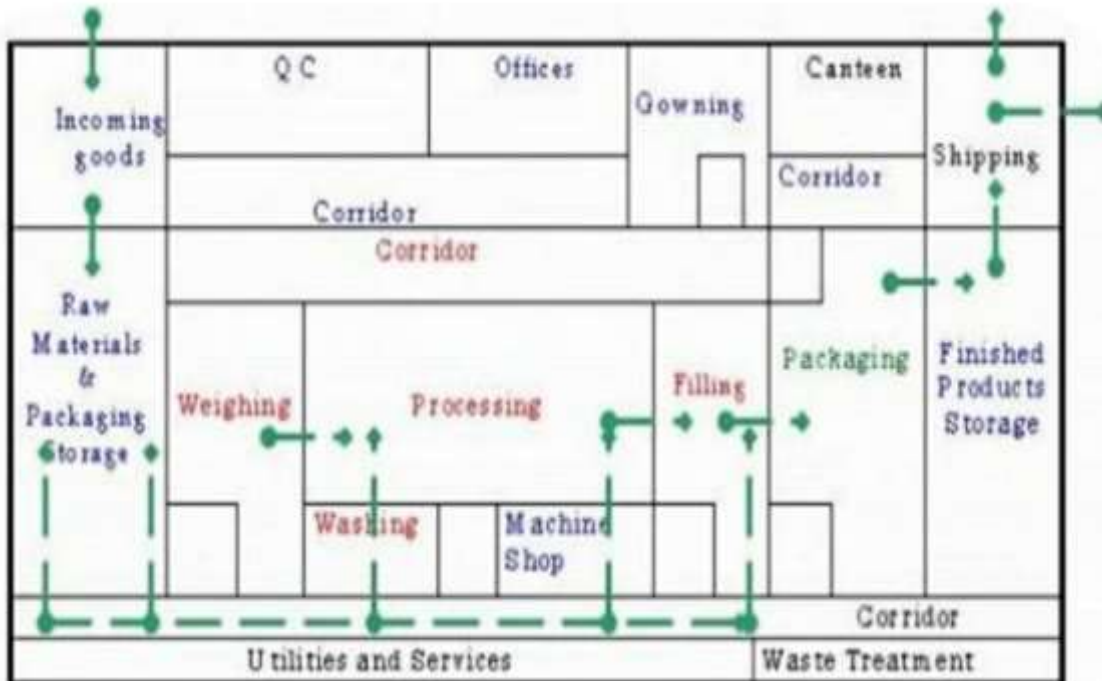 QC
Offices
Canteen
Gowning
Incoming
goods
Shipping
Corridor
Corridor
Corridor
Raw
Materials
&
Packaging
Storage
Weighing
Processing
Filling
Packaging
Finished
Products
Storage
Washing
Machine
Shop
Corridor
Utilities and Services
Waste Treatment